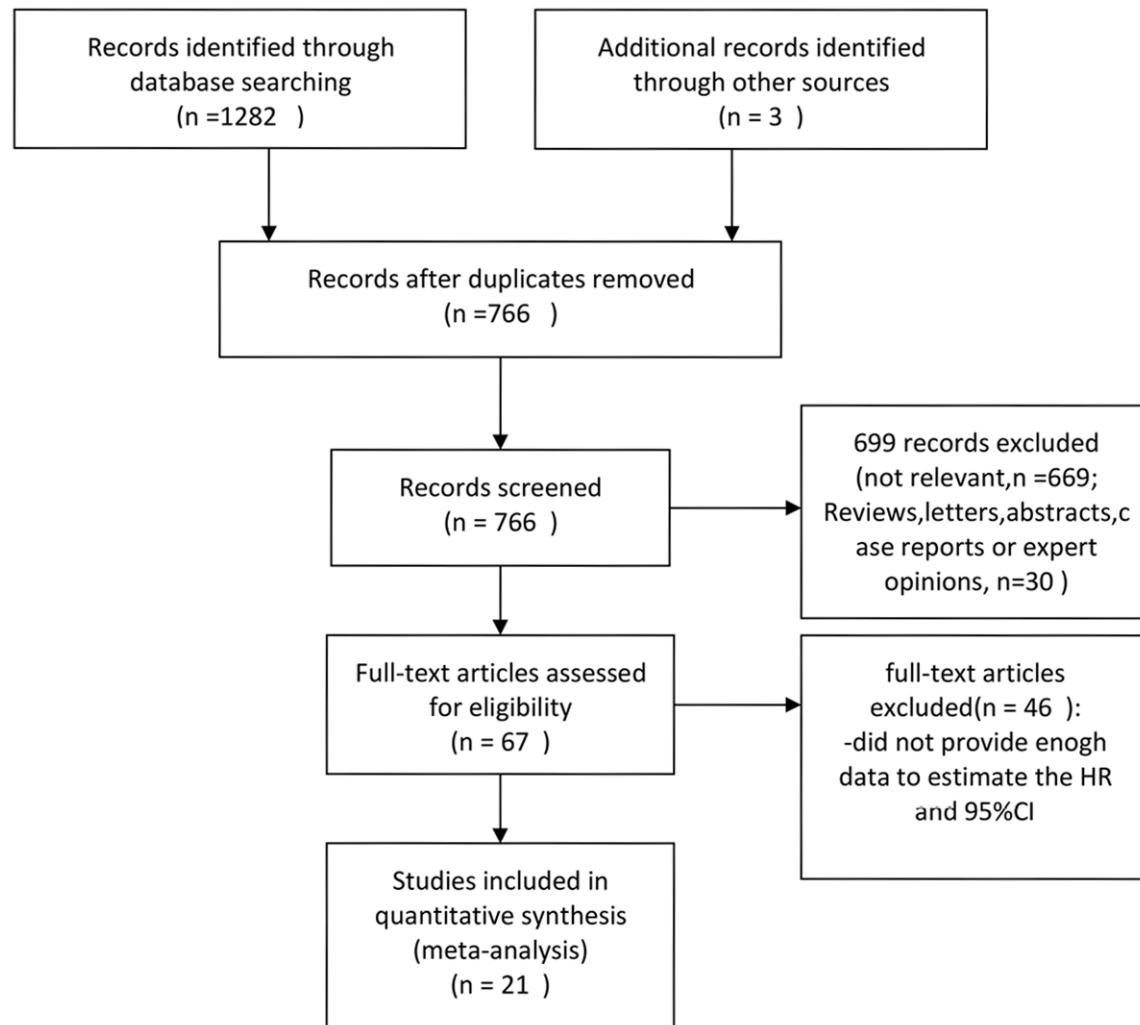 Records identified through
database searching
(n =1282   )
Additional records identified
through other sources
(n = 3  )
Records after duplicates removed
(n =766   )
Records screened
(n = 766  )
699 records excluded
(not relevant,n =669;
Reviews,letters,abstracts,c
ase reports or expert
opinions, n=30 )
Full-text articles assessed
for eligibility
(n = 67  )
full-text articles
excluded(n = 46  ):
-did not provide enogh
data to estimate the HR
and 95%CI
Studies included in
quantitative synthesis
(meta-analysis)
(n = 21  )